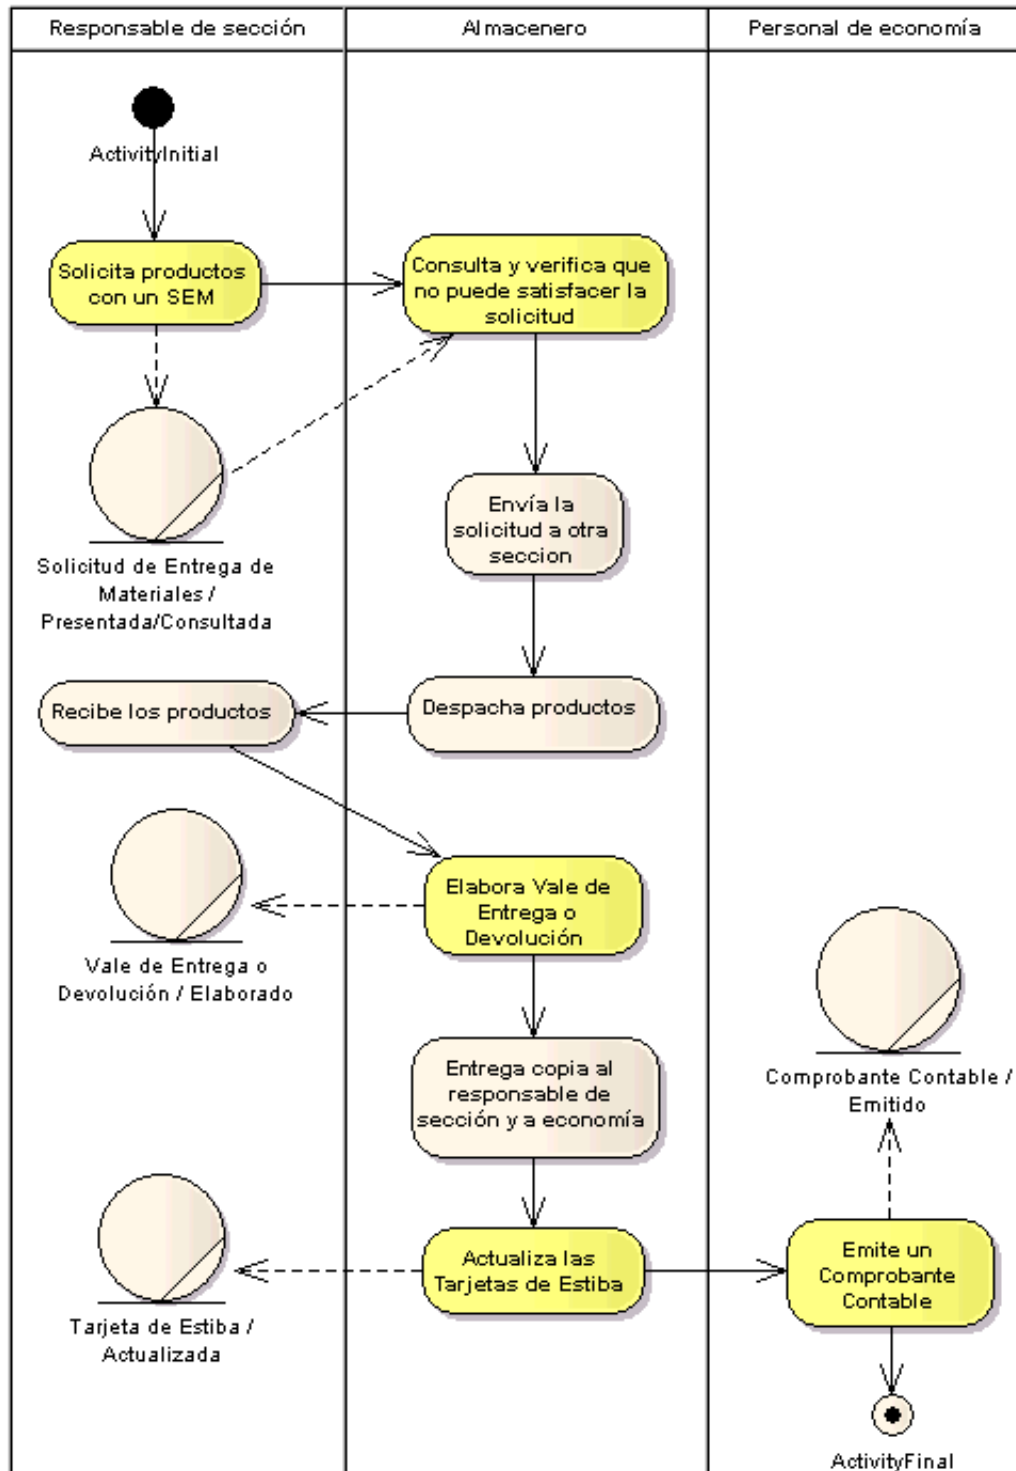 Responsable de sección
Almacenero
Personal de economía
ActivityInitial
Solicita productos
con un SEM
Consulta y verifica que
no puede satisfacer la
solicitud
Solicitud de Entrega de
Materiales /
Presentada/Consultada
Envía la
solicitud a otra
seccion
Recibe los productos
Despacha productos
Elabora Vale de
Entrega o
Devolución
Vale de Entrega o
Devolución / Elaborado
Entrega copia al
responsable de
sección y a economía
Comprobante Contable /
Emitido
Actualiza las
Tarjetas de Estiba
Emite un
Comprobante
Contable
Tarjeta de Estiba /
Actualizada
ActivityFinal